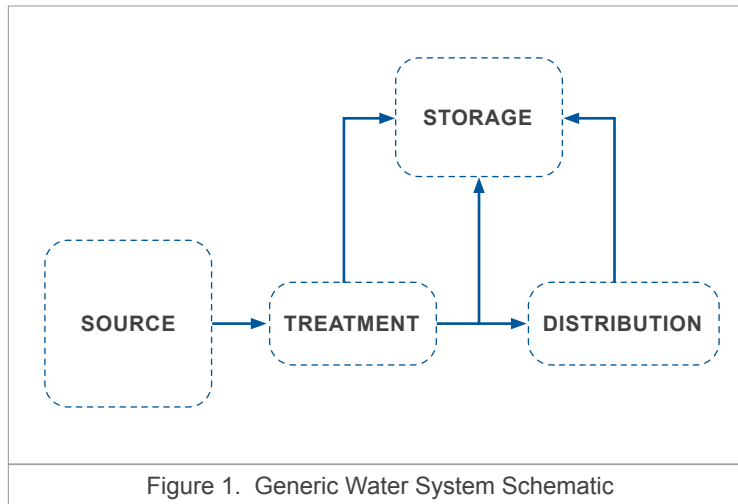 STORAGE
SOURCE
TREATMENT
DISTRIBUTION
Figure 1. Generic Water System Schematic